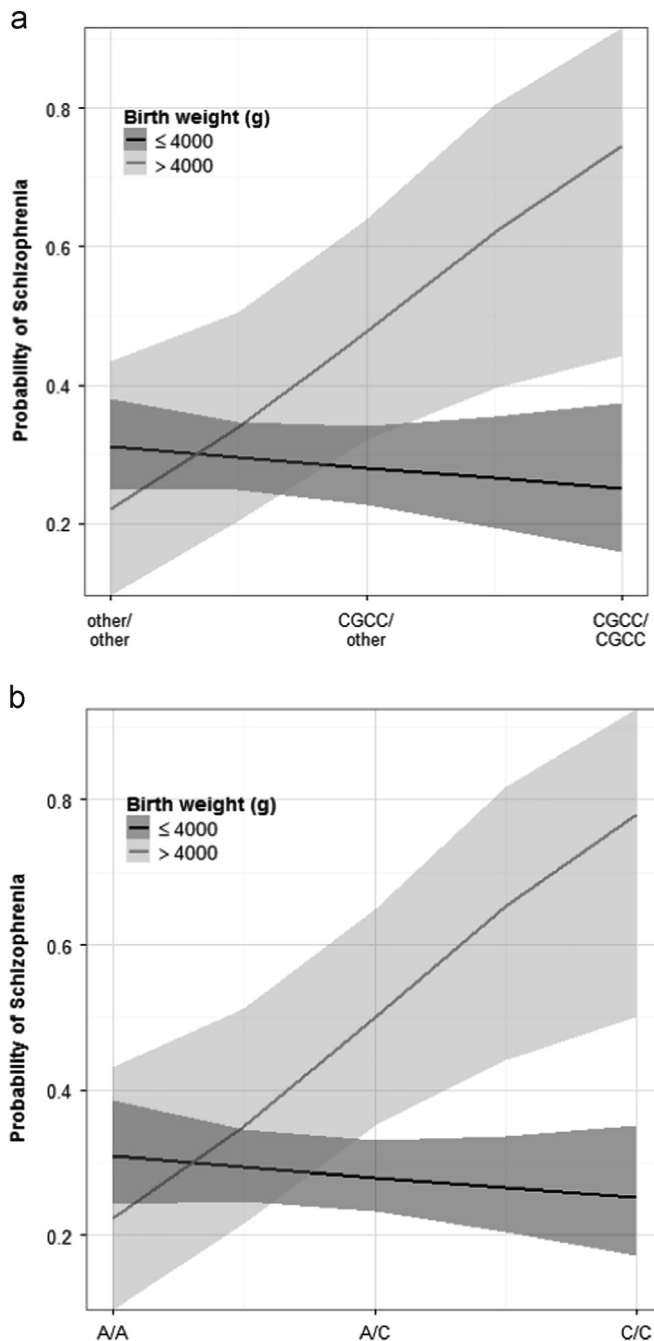 a
Probability of Schizophrenia
0.8
0.6
0.4
0.2
Birth weight (g)
≤ 4000
> 4000
other/ CGCC/ CGCC/
other other CGCC
b
Probability of Schizophrenia
0.8
0.6
0.4
0.2
Birth weight (g)
≤ 4000
> 4000
A/A A/C C/C